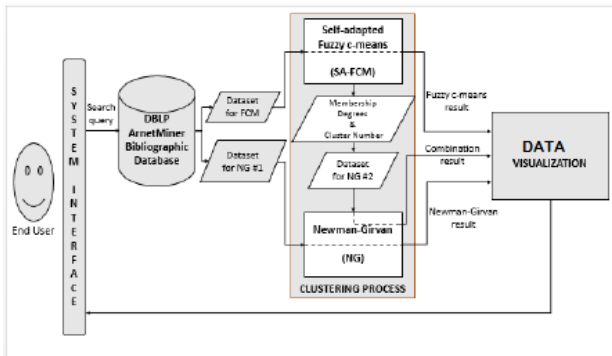 SYSTEM INTERFACE
End User
Search
query
DBLP
ArnetMiner
Bibliographic
Database
Dataset
for FCM
Dataset
for NG #1
Self-adapted
Fuzzy c-means
(SA-FCM)
Membership
Degrees
&
Cluster Number
Dataset
for NG #2
Newman-Girvan
(NG)
CLUSTERING PROCESS
Fuzzy c-means
result
Combination
result
Newman-Girvan
result
DATA
VISUALIZATION